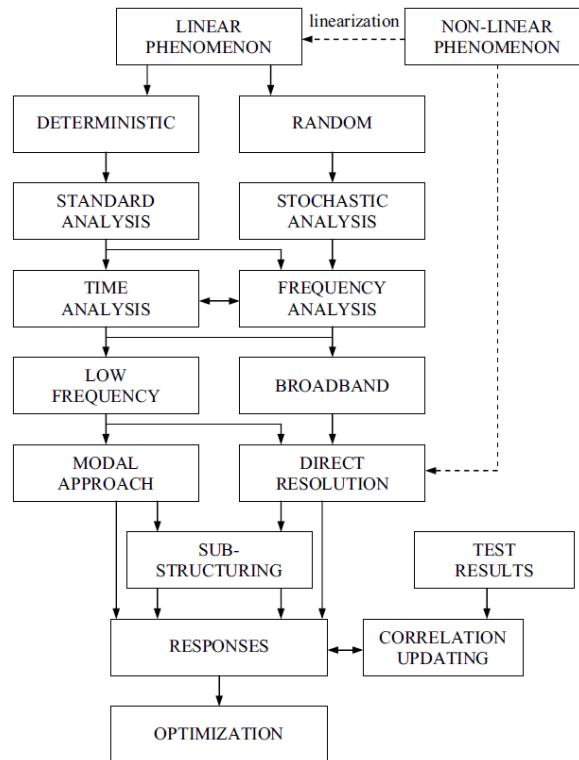 LINEAR
PHENOMENON
linearization
NON-LINEAR
PHENOMENON
DETERMINISTIC
RANDOM
STANDARD
ANALYSIS
STOCHASTIC
ANALYSIS
TIME
ANALYSIS
FREQUENCY
ANALYSIS
LOW
FREQUENCY
BROADBAND
MODAL
APPROACH
DIRECT
RESOLUTION
SUB-
STRUCTURING
TEST
RESULTS
RESPONSES
CORRELATION
UPDATING
OPTIMIZATION